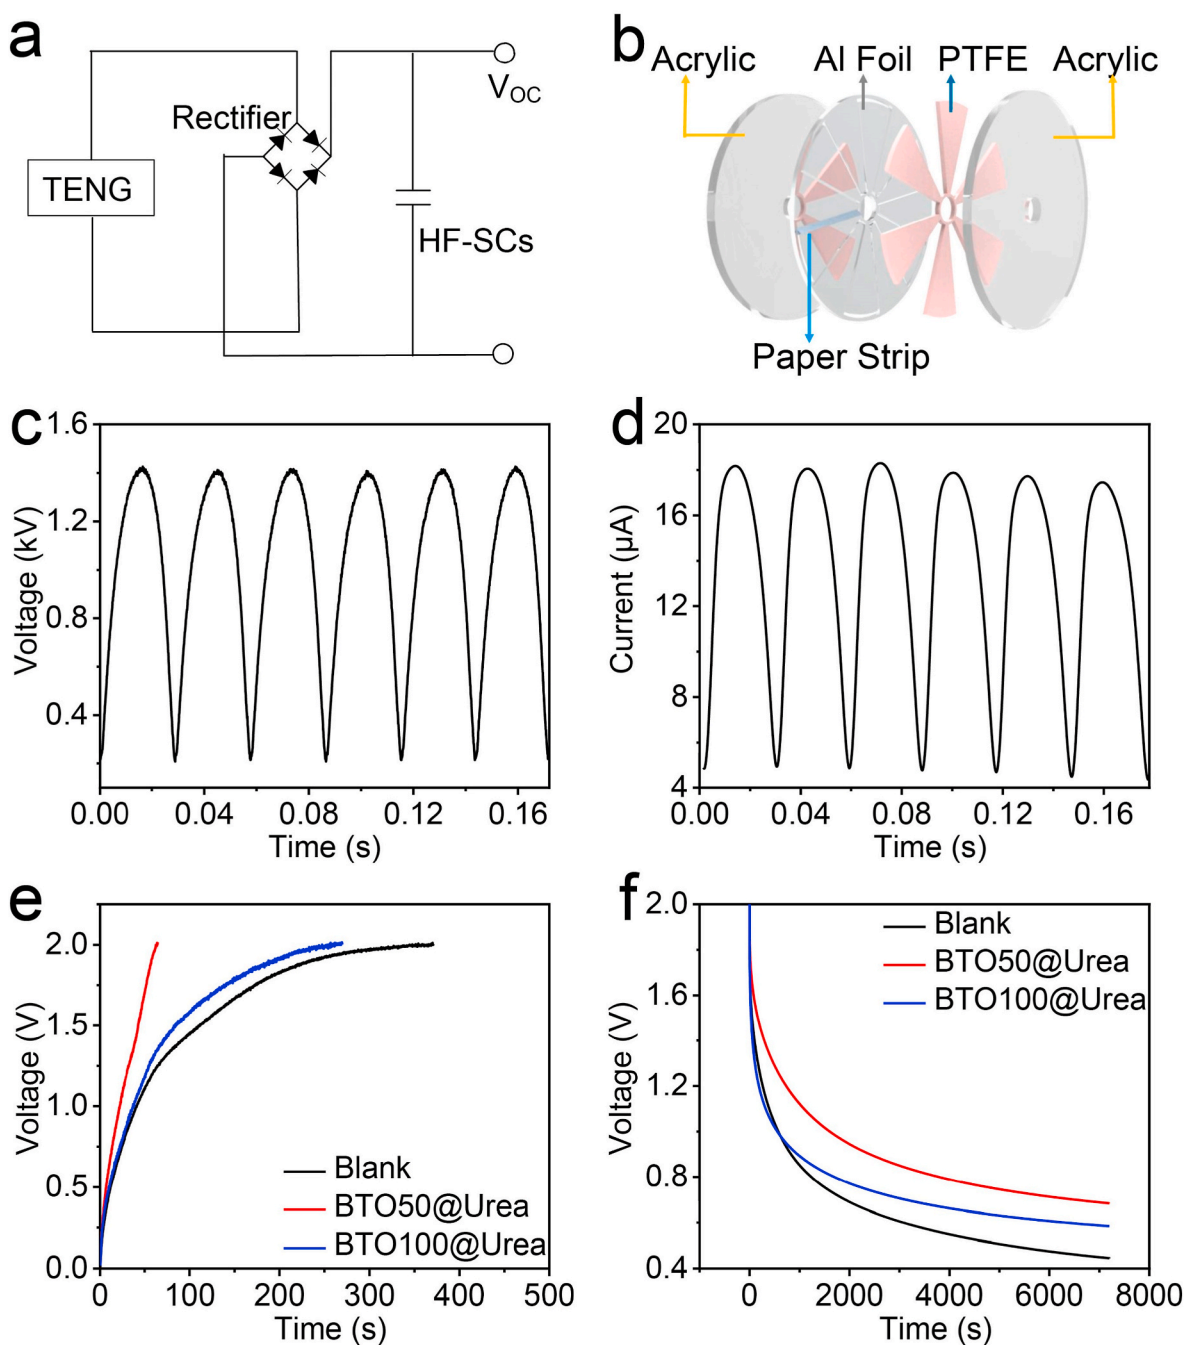 a
Rectifier
TENG
V_OC
HF-SCs
b
Acrylic
Al Foil
PTFE
Acrylic
Paper Strip
c
Voltage (kV)
1.6
1.2
0.8
0.4
0.00 0.04 0.08 0.12 0.16
Time (s)
d
Current (μA)
20
16
12
8
4
0.00 0.04 0.08 0.12 0.16
Time (s)
e
Voltage (V)
2.0
1.5
1.0
0.5
0.0
Blank
BTO50@Urea
BTO100@Urea
0 100 200 300 400 500
Time (s)
f
Voltage (V)
2.0
1.6
1.2
0.8
0.4
Blank
BTO50@Urea
BTO100@Urea
0 2000 4000 6000 8000
Time (s)